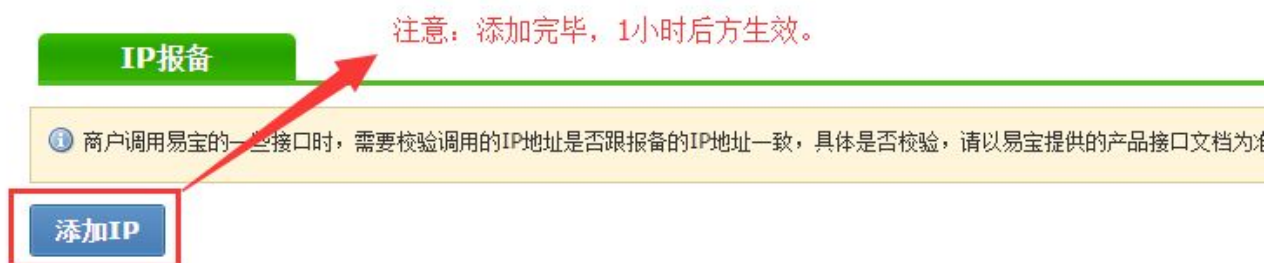 注意：添加完毕，1小时后方生效。
IP报备
商户调用易宝的一些接口时，需要校验调用的IP地址是否跟报备的IP地址一致，具体是否校验，请以易宝提供的产品接口文档为准
添加IP